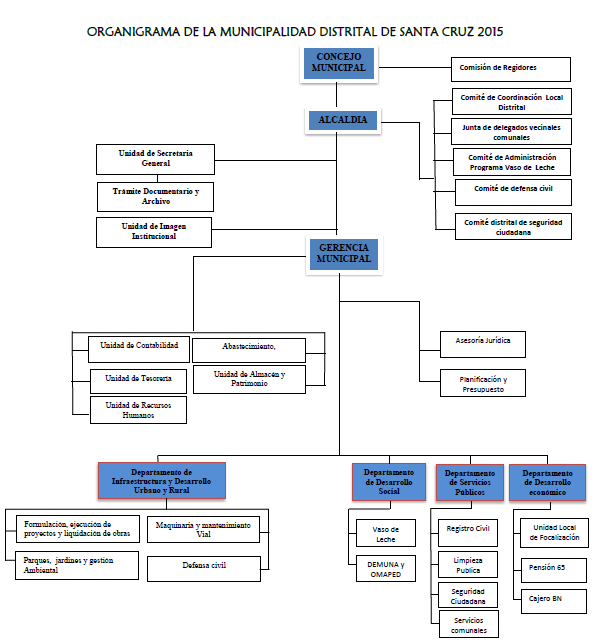 ORGANIGRAMA DE LA MUNICIPALIDAD DISTRITAL DE SANTA CRUZ 2015
CONCEJO
MUNICIPAL
Comisión de Regidores
ALCALDIA
Comité de Coordinación Local
Distrital
Junta de delegados vecinales
comunales
Comité de Administración
Programa Vaso de Leche
Comité de defensa civil
Comité distrital de seguridad
ciudadana
Unidad de Secretaría
General
Trámite Documentario y
Archivo
Unidad de Imagen
Institucional
GERENCIA
MUNICIPAL
Unidad de Contabilidad
Abastecimiento,
Unidad de Tesorería
Unidad de Almacén y
Patrimonio
Unidad de Recursos
Humanos
Asesoría Jurídica
Planificación y
Presupuesto
Departamento de
Infraestructura y Desarrollo
Urbano y Rural
Formulación, ejecución de
proyectos y liquidación de obras
Maquinaria y mantenimiento
Vial
Parques, jardines y gestión
Ambiental
Defensa civil
Departamento
de Desarrollo
Social
Vaso de
Leche
DEMUNA y
OMAPED
Departamento
de Servicios
Públicos
Registro Civil
Limpieza
Publica
Seguridad
Ciudadana
Servicios
comunales
Departamento
de Desarrollo
económico
Unidad Local
de Focalización
Pensión 65
Cajero BN